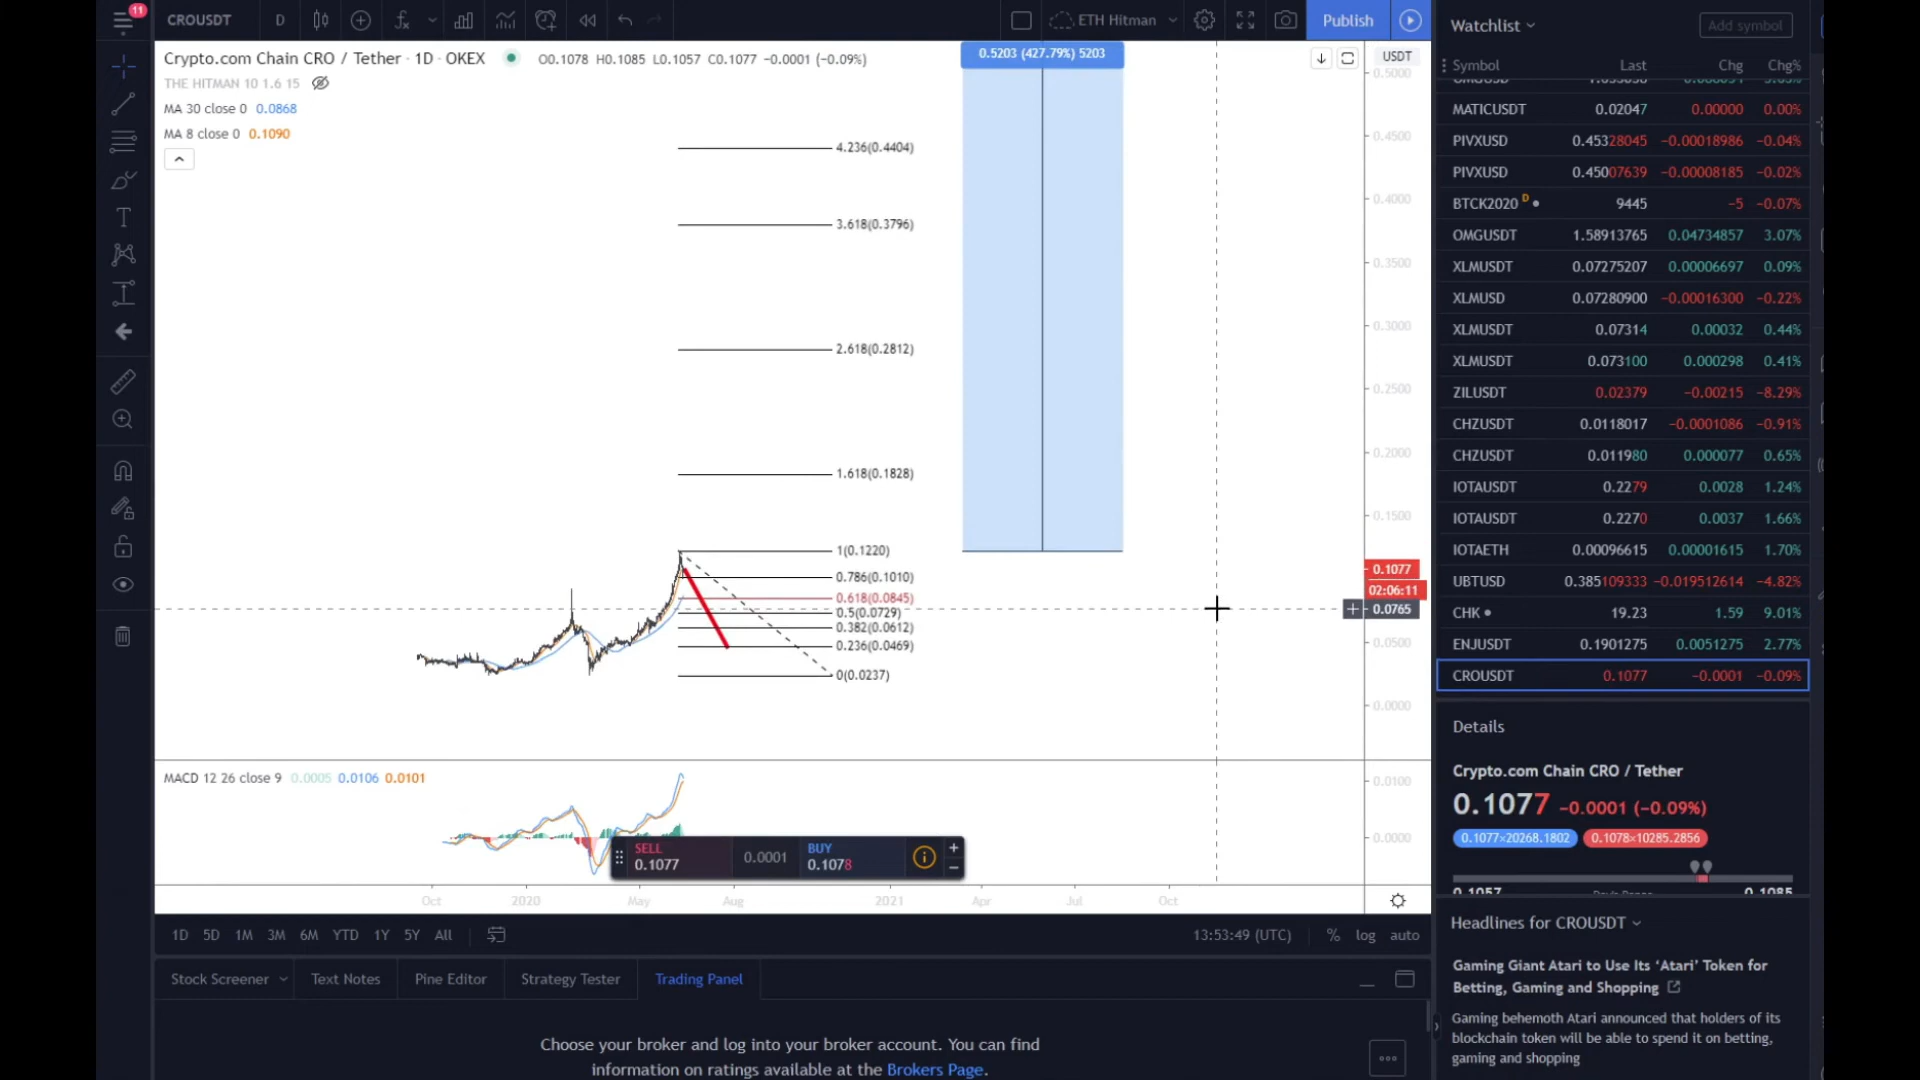 11
CROUSDT
D
ETH Hitman
Publish
Crypto.com Chain CRO / Tether · 1D · OKEX
O0.1078 H0.1085 L0.1057 C0.1077 −0.0001 (−0.09%)
THE HITMAN 10 1.6 15
MA 30 close 0 0.0868
MA 8 close 0 0.1090
0.5203 (427.79%) 5203
USDT
0.5000
0.4500
0.4000
0.3500
0.3000
0.2500
0.2000
0.1500
0.1077
02:06:11
0.0765
0.0500
0.0000
4.236(0.4404)
3.618(0.3796)
2.618(0.2812)
1.618(0.1828)
1(0.1220)
0.786(0.1010)
0.618(0.0845)
0.5(0.0729)
0.382(0.0612)
0.236(0.0469)
0(0.0237)
MACD 12 26 close 9 0.0005 0.0106 0.0101
0.0100
0.0000
SELL
0.1077
0.0001
BUY
0.1078
Oct 2020 May Aug 2021 Apr Jul Oct
1D 5D 1M 3M 6M YTD 1Y 5Y All
13:53:49 (UTC) % log auto
Stock Screener Text Notes Pine Editor Strategy Tester Trading Panel
Choose your broker and log into your broker account. You can find
information on ratings available at the Brokers Page.
Watchlist
Add symbol
Symbol Last Chg Chg%
MATICUSDT 0.02047 0.00000 0.00%
PIVXUSD 0.45328045 −0.00018986 −0.04%
PIVXUSD 0.45007639 −0.00008185 −0.02%
BTCK2020 D 9445 −5 −0.07%
OMGUSDT 1.58913765 0.04734857 3.07%
XLMUSDT 0.07275207 0.00006697 0.09%
XLMUSD 0.07280900 −0.00016300 −0.22%
XLMUSDT 0.07314 0.00032 0.44%
XLMUSDT 0.073100 0.000298 0.41%
ZILUSDT 0.02379 −0.00215 −8.29%
CHZUSDT 0.0118017 −0.0001086 −0.91%
CHZUSDT 0.011980 0.000077 0.65%
IOTAUSDT 0.2279 0.0028 1.24%
IOTAUSDT 0.2270 0.0037 1.66%
IOTAETH 0.00096615 0.00001615 1.70%
UBTUSD 0.385109333 −0.019512614 −4.82%
CHK 19.23 1.59 9.01%
ENJUSDT 0.1901275 0.0051275 2.77%
CROUSDT 0.1077 −0.0001 −0.09%
Details
Crypto.com Chain CRO / Tether
0.1077 −0.0001 (−0.09%)
0.1077×20268.1802 0.1078×10285.2856
0.1057 0.1085
Headlines for CROUSDT
Gaming Giant Atari to Use Its ‘Atari’ Token for
Betting, Gaming and Shopping
Gaming behemoth Atari announced that holders of its
blockchain token will be able to spend it on betting,
gaming and shopping